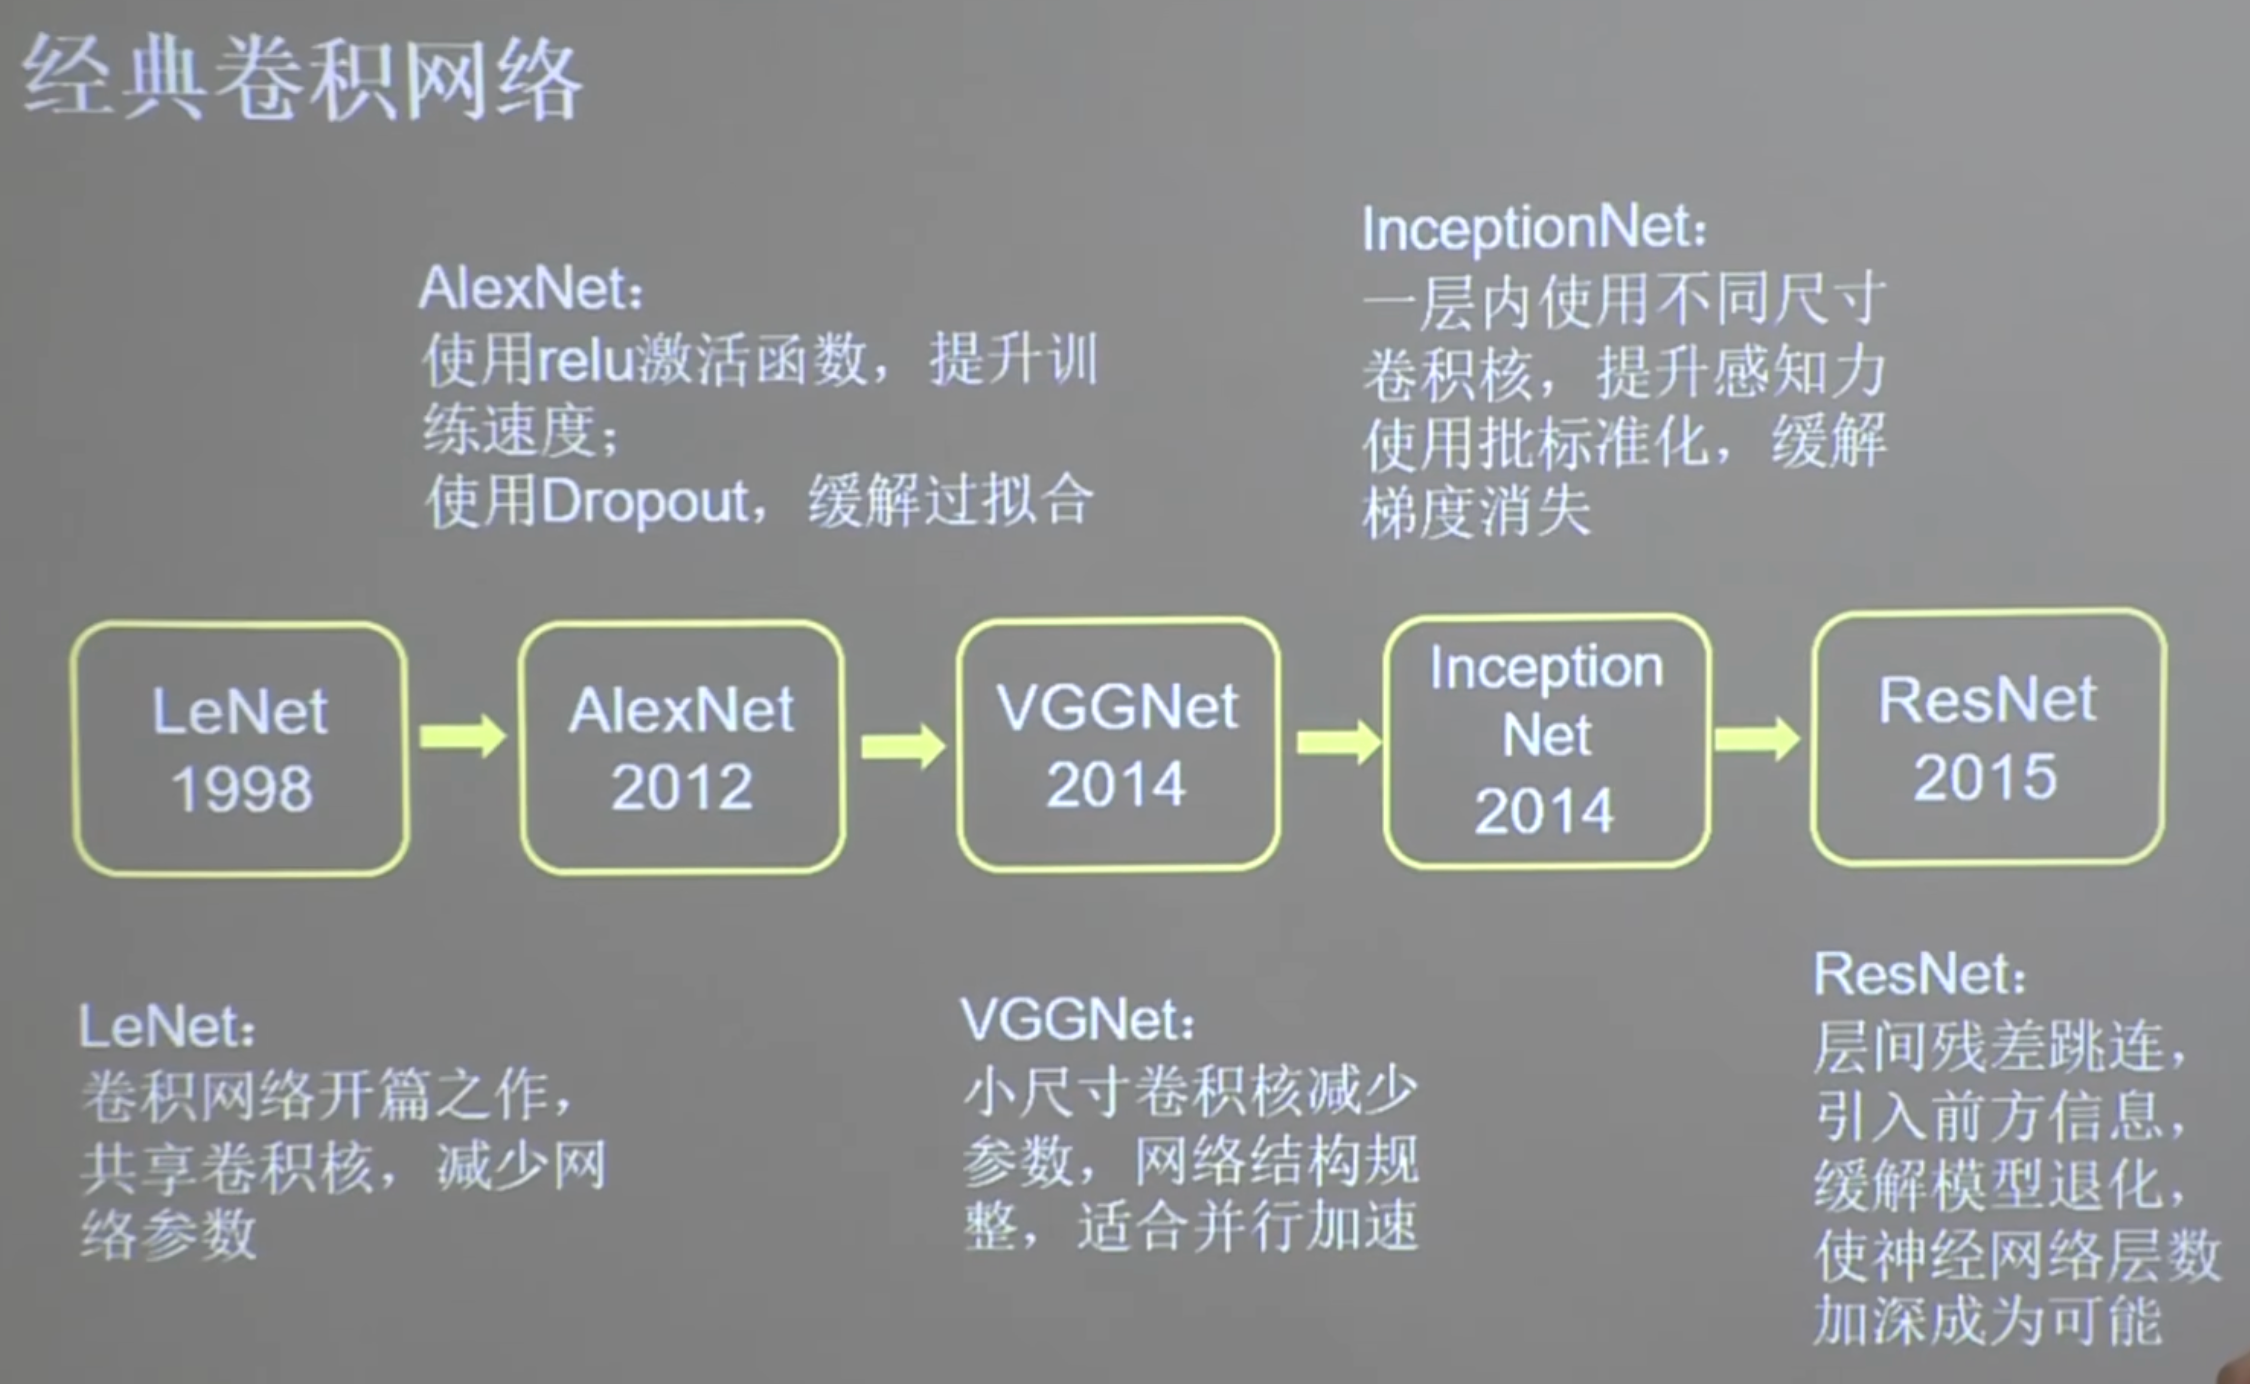 经典卷积网络
AlexNet：
使用relu激活函数，提升训
练速度；
使用Dropout，缓解过拟合
InceptionNet：
一层内使用不同尺寸
卷积核，提升感知力
使用批标准化，缓解
梯度消失
LeNet
1998
AlexNet
2012
VGGNet
2014
Inception
Net
2014
ResNet
2015
LeNet：
卷积网络开篇之作，
共享卷积核，减少网
络参数
VGGNet：
小尺寸卷积核减少
参数，网络结构规
整，适合并行加速
ResNet：
层间残差跳连，
引入前方信息，
缓解模型退化，
使神经网络层数
加深成为可能